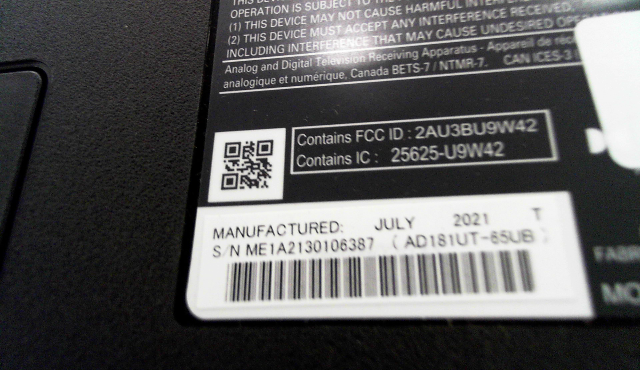 THIS DEVICE
OPERATION IS SUBJECT TO
(1) THIS DEVICE MAY NOT CAUSE HARMFUL
(2) THIS DEVICE MUST ACCEPT ANY INTERFERENCE RECEIVED,
INCLUDING INTERFERENCE THAT MAY CAUSE UNDESIRED
Analog and Digital Television Receiving Apparatus - Appareil de
analogique et numérique, Canada BETS-7 / NTMR-7. CAN ICES-3
Contains FCC ID : 2AU3BU9W42
Contains IC : 25625-U9W42
MANUFACTURED: JULY 2021 T
S/N ME1A2130106387 ( AD181UT-65UB )